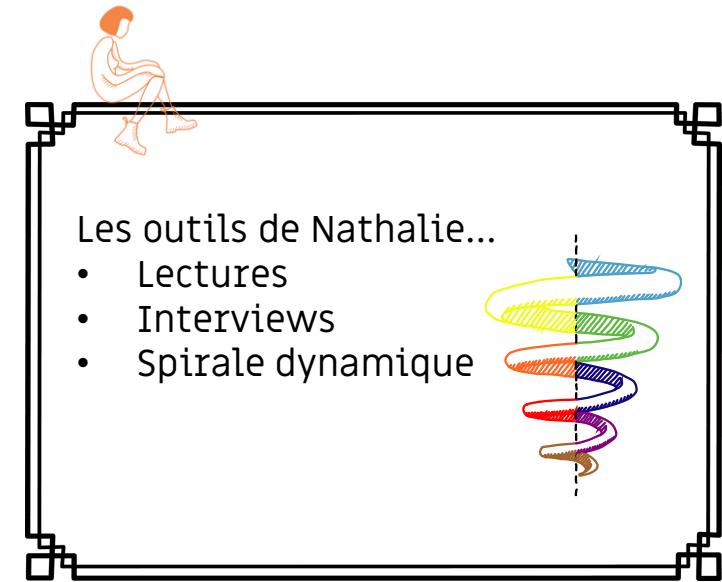 Les outils de Nathalie...
• Lectures
• Interviews
• Spirale dynamique